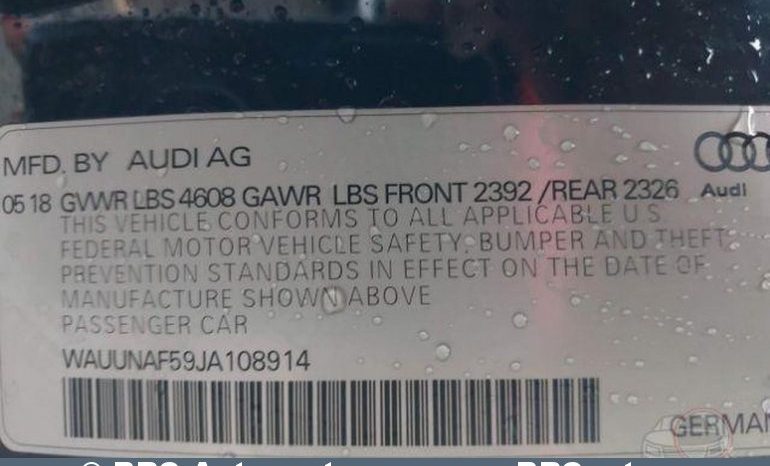 MFD. BY AUDI AG
05 18 GVWR LBS 4608 GAWR LBS FRONT 2392 /REAR 2326 Audi
THIS VEHICLE CONFORMS TO ALL APPLICABLE U S
FEDERAL MOTOR VEHICLE SAFETY, BUMPER AND THEFT
PREVENTION STANDARDS IN EFFECT ON THE DATE OF
MANUFACTURE SHOWN ABOVE
PASSENGER CAR
WAUUNAF59JA108914
GERMAN